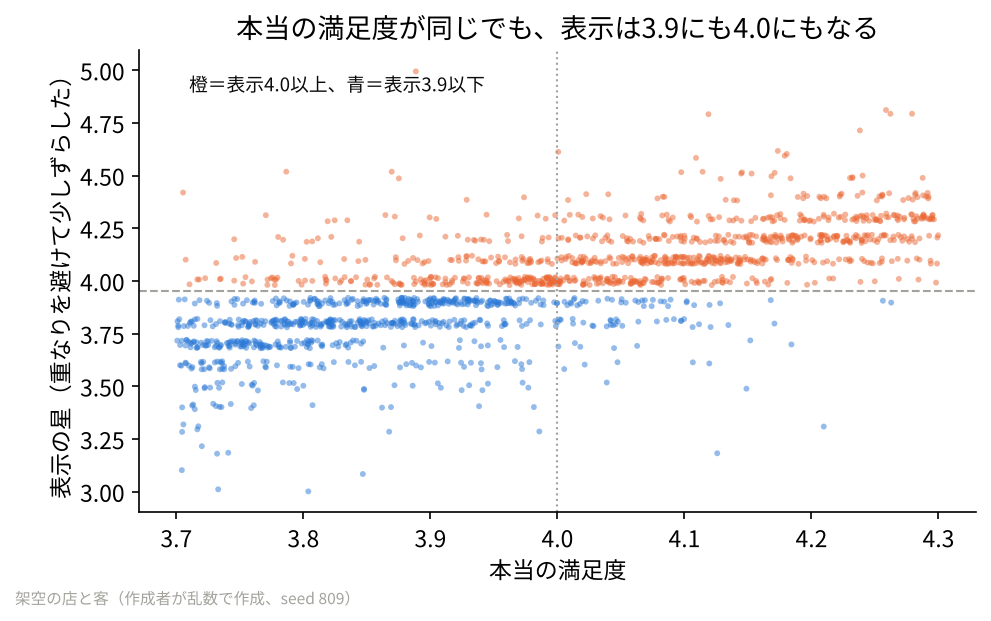 本当の満足度が同じでも、表示は3.9にも4.0にもなる
橙＝表示4.0以上、青＝表示3.9以下
表示の星（重なりを避けて少しずらした）
5.00
4.75
4.50
4.25
4.00
3.75
3.50
3.25
3.00
3.7 3.8 3.9 4.0 4.1 4.2 4.3
本当の満足度
架空の店と客（作成者が乱数で作成、seed 809）